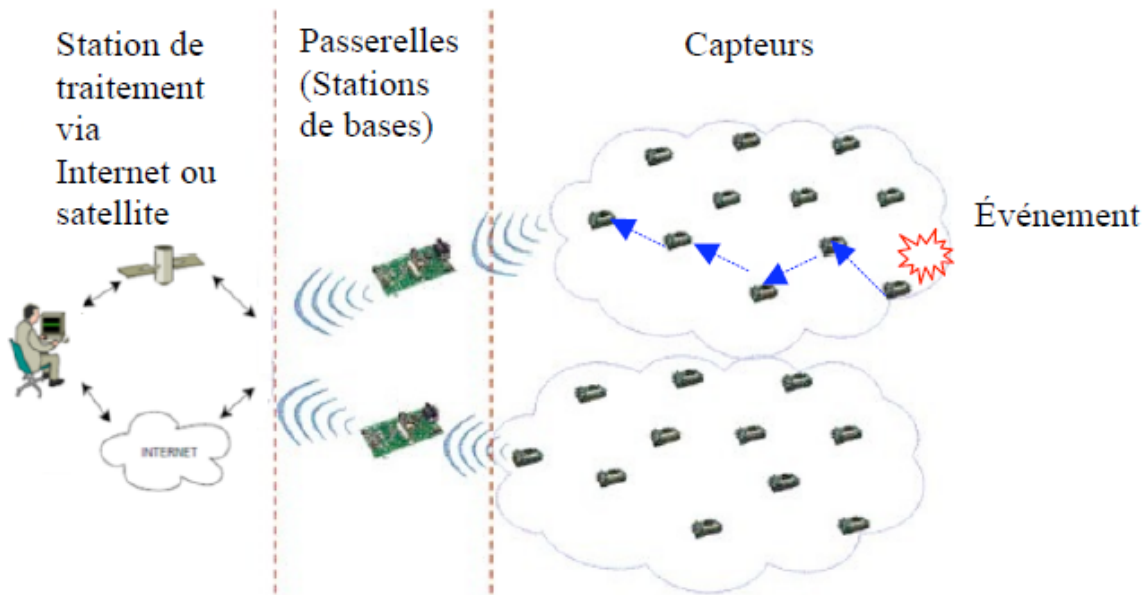 Station de
traitement
via
Internet ou
satellite
Passerelles
(Stations
de bases)
Capteurs
Événement
INTERNET